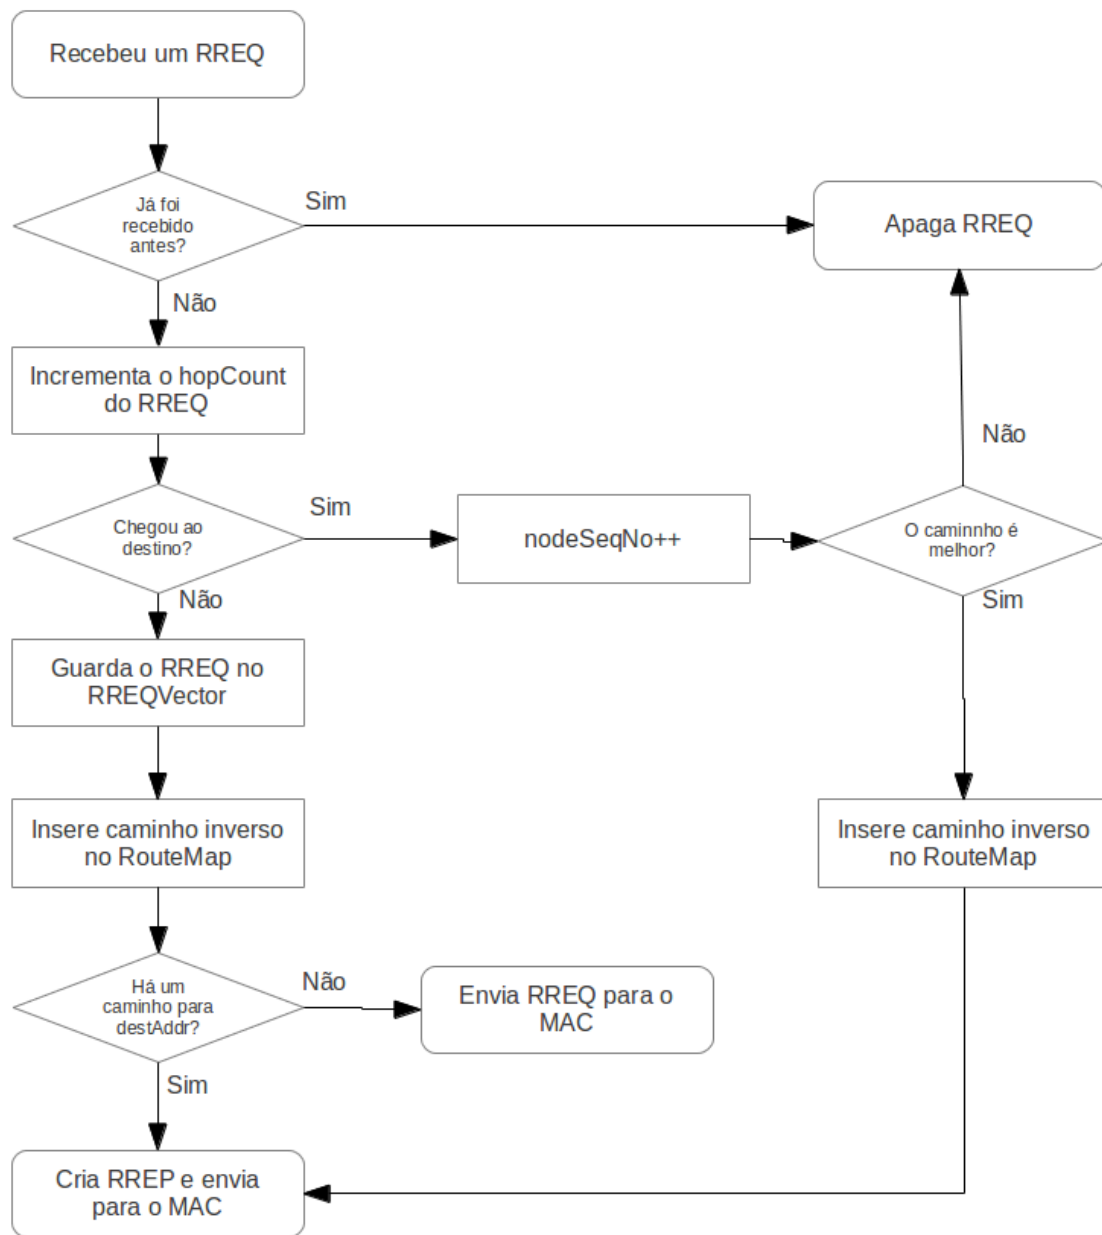 Recebeu um RREQ
Já foi
recebido
antes?
Sim
Apaga RREQ
Não
Incrementa o hopCount
do RREQ
Não
Chegou ao
destino?
Sim
nodeSeqNo++
O caminnho é
melhor?
Não
Sim
Guarda o RREQ no
RREQVector
Insere caminho inverso
no RouteMap
Insere caminho inverso
no RouteMap
Há um
caminho para
destAddr?
Não
Envia RREQ para o
MAC
Sim
Cria RREP e envia
para o MAC